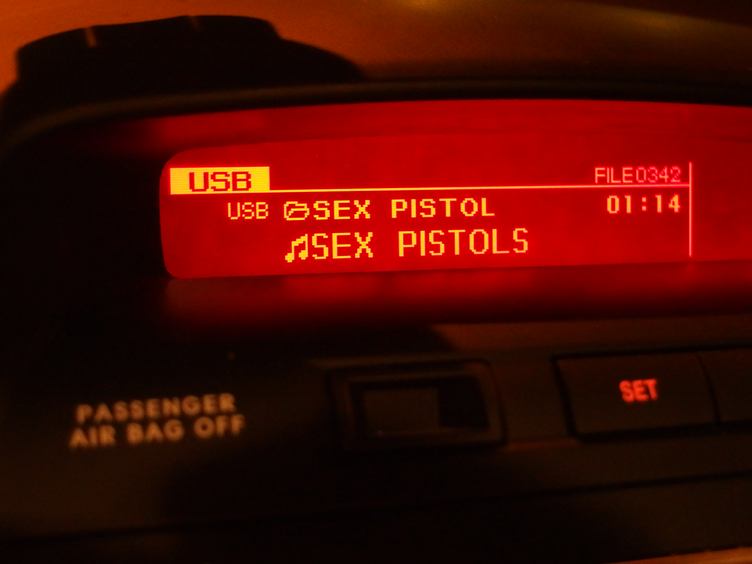 USB FILE0342
USB SEX PISTOL 01:14
SEX PISTOLS
PASSENGER
AIR BAG OFF
SET